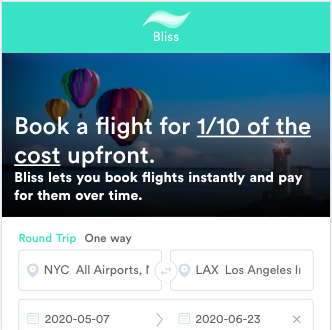 Bliss
Book a flight for 1/10 of the
cost upfront.
Bliss lets you book flights instantly and pay
for them over time.
Round Trip One way
NYC All Airports, LAX Los Angeles
2020-05-07 2020-06-23